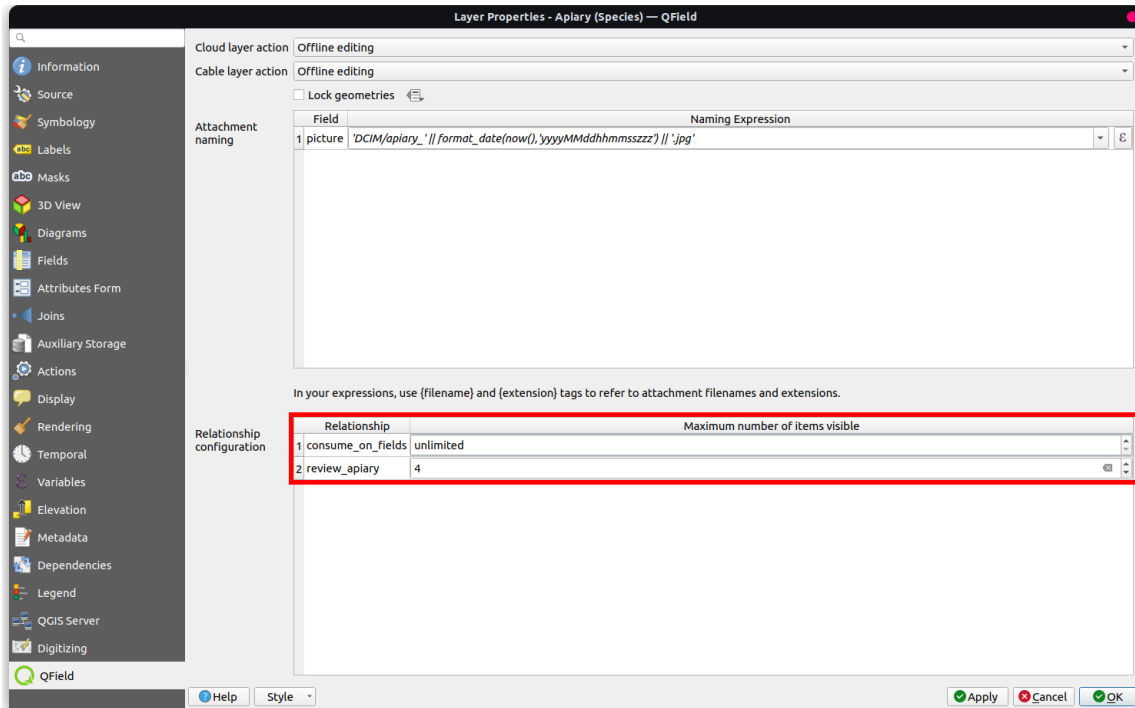 Layer Properties - Apiary (Species) — QField
Information
Source
Symbology
abc Labels
abc Masks
3D View
Diagrams
Fields
Attributes Form
Joins
Auxiliary Storage
Actions
Display
Rendering
Temporal
Variables
Elevation
Metadata
Dependencies
Legend
QGIS Server
Digitizing
QField
Cloud layer action Offline editing
Cable layer action Offline editing
Lock geometries
Attachment naming
Field Naming Expression
1 picture 'DCIM/apiary_' || format_date(now(),'yyyyMMddhhmmsszzz') || '.jpg' ε
In your expressions, use {filename} and {extension} tags to refer to attachment filenames and extensions.
Relationship configuration
Relationship Maximum number of items visible
1 consume_on_fields unlimited
2 review_apiary 4
Help Style Apply Cancel OK